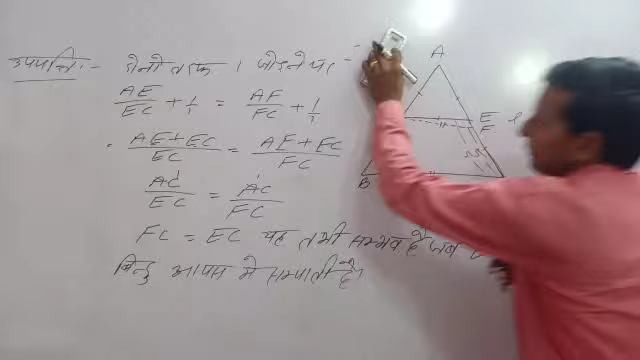 उपपत्ति :- दोनो तरफ 1 जोड़ने पर -
AE/EC + 1/1 = AF/FC + 1/1
AE+EC/EC = AF+FC/FC
AC/EC = AC/FC
FC = EC यह तभी सम्भव है जब
बिन्दु आपस मे सम्पाती हो।
A
E
F
l
B